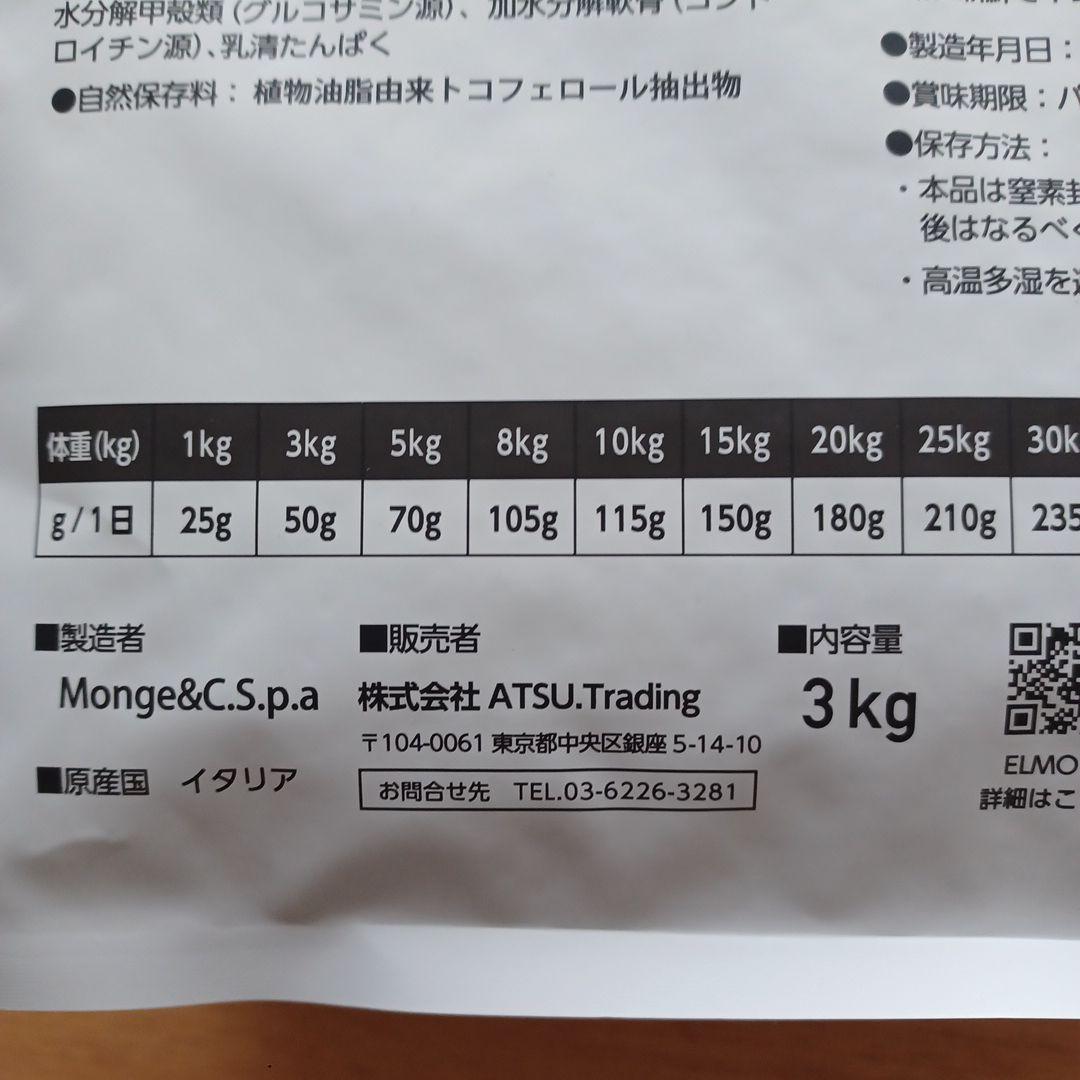 水分解甲殻類(グルコサミン源)、加水分解軟骨(コンド
ロイチン源)、乳清たんぱく
●自然保存料：植物油脂由来トコフェロール抽出物
●製造年月日：
●賞味期限：パ
●保存方法：
・本品は窒素封
後はなるべく
・高温多湿を避
体重(kg) 1kg 3kg 5kg 8kg 10kg 15kg 20kg 25kg 30k
g/1日 25g 50g 70g 105g 115g 150g 180g 210g 235
■製造者
Monge&C.S.p.a
■原産国 イタリア
■販売者
株式会社 ATSU.Trading
〒104-0061 東京都中央区銀座 5-14-10
お問合せ先 TEL.03-6226-3281
■内容量
3kg
ELMO
詳細はこ